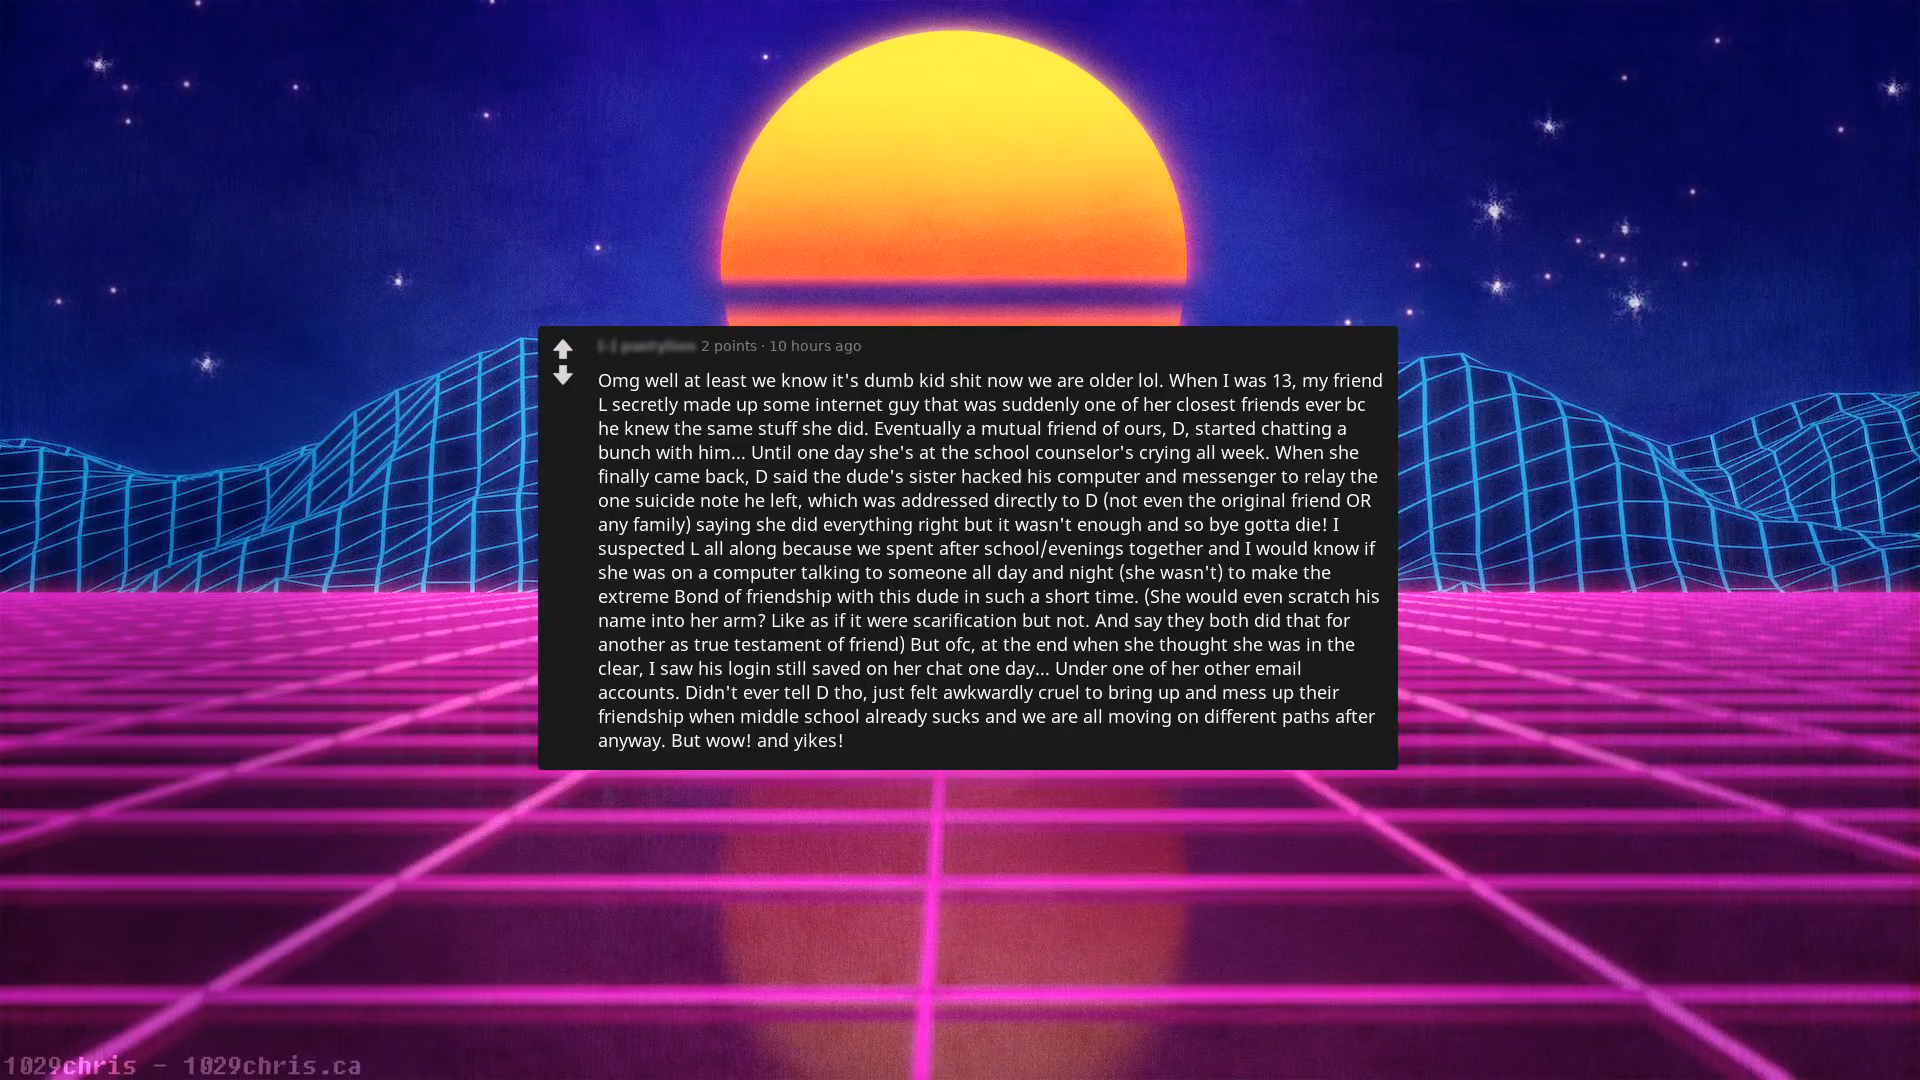 2 points · 10 hours ago
Omg well at least we know it's dumb kid shit now we are older lol. When I was 13, my friend
L secretly made up some internet guy that was suddenly one of her closest friends ever bc
he knew the same stuff she did. Eventually a mutual friend of ours, D, started chatting a
bunch with him... Until one day she's at the school counselor's crying all week. When she
finally came back, D said the dude's sister hacked his computer and messenger to relay the
one suicide note he left, which was addressed directly to D (not even the original friend OR
any family) saying she did everything right but it wasn't enough and so bye gotta die! I
suspected L all along because we spent after school/evenings together and I would know if
she was on a computer talking to someone all day and night (she wasn't) to make the
extreme Bond of friendship with this dude in such a short time. (She would even scratch his
name into her arm? Like as if it were scarification but not. And say they both did that for
another as true testament of friend) But ofc, at the end when she thought she was in the
clear, I saw his login still saved on her chat one day... Under one of her other email
accounts. Didn't ever tell D tho, just felt awkwardly cruel to bring up and mess up their
friendship when middle school already sucks and we are all moving on different paths after
anyway. But wow! and yikes!
1029chris - 1029chris.ca